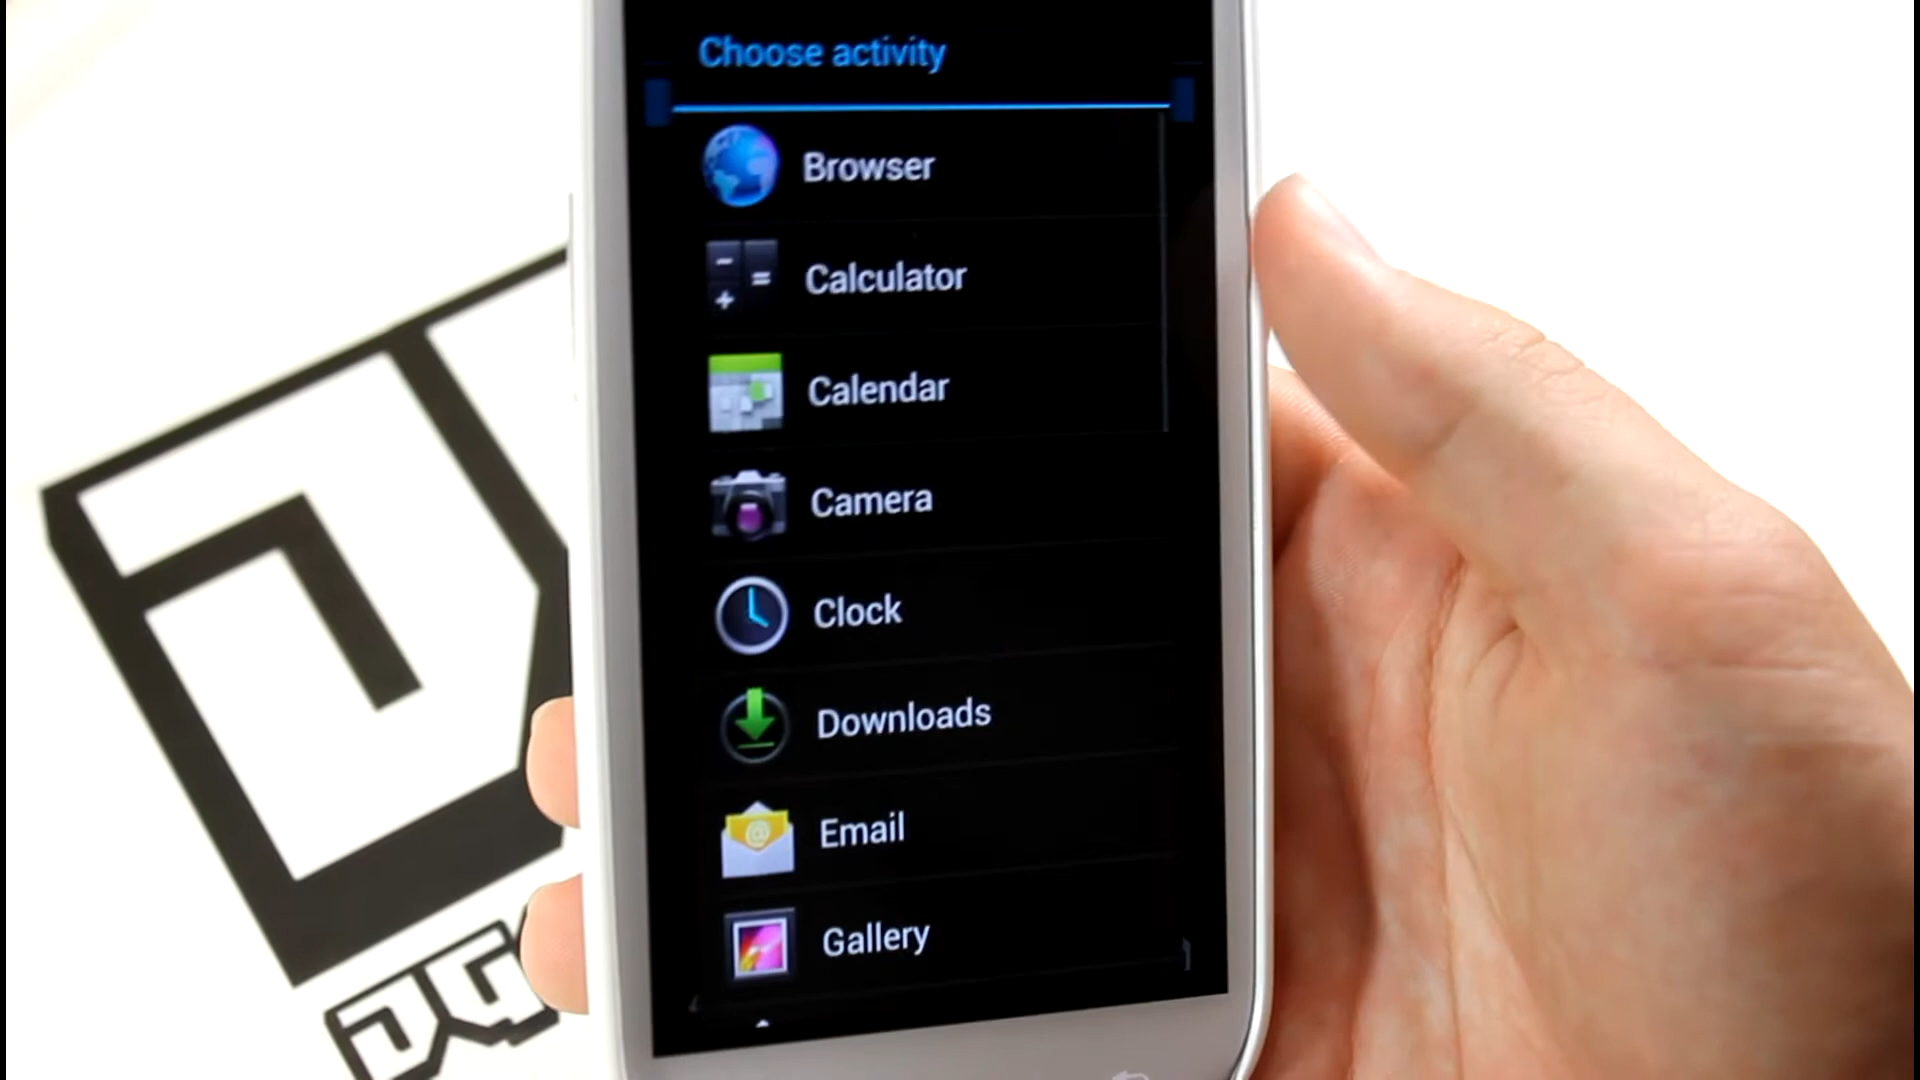 Choose activity
Browser
Calculator
Calendar
Camera
Clock
Downloads
Email
Gallery